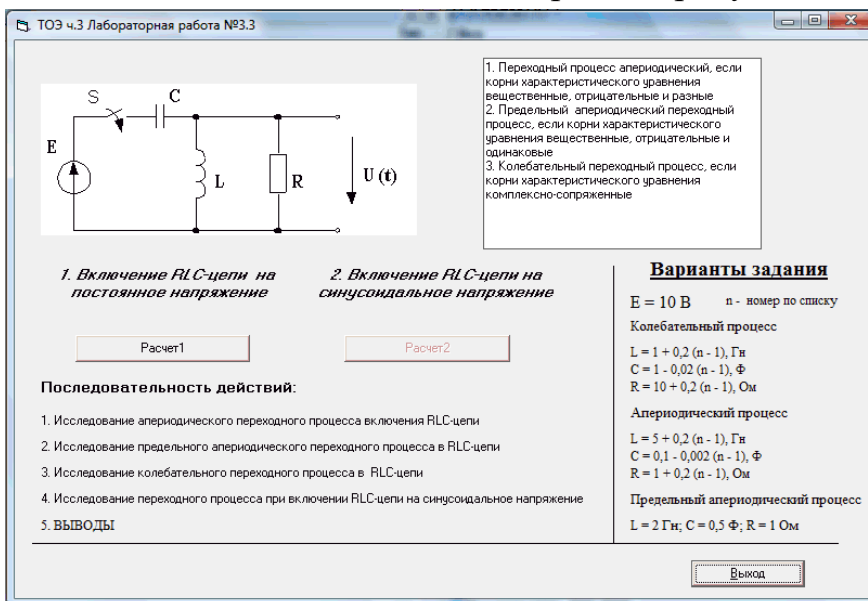 ТОЭ ч.3 Лабораторная работа №3.3
S
C
E
L
R
U (t)
1. Переходный процесс апериодический, если
корни характеристического уравнения
вещественные, отрицательные и разные
2. Предельный апериодический переходный
процесс, если корни характеристического
уравнения вещественные, отрицательные и
одинаковые
3. Колебательный переходный процесс, если
корни характеристического уравнения
комплексно-сопряженные
1. Включение RLC-цепи на
постоянное напряжение
2. Включение RLC-цепи на
синусоидальное напряжение
Расчет1
Расчет2
Последовательность действий:
1. Исследование апериодического переходного процесса включения RLC-цепи
2. Исследование предельного апериодического переходного процесса в RLC-цепи
3. Исследование колебательного переходного процесса в RLC-цепи
4. Исследование переходного процесса при включении RLC-цепи на синусоидальное напряжение
5. ВЫВОДЫ
Варианты задания
E = 10 В n - номер по списку
Колебательный процесс
L = 1 + 0,2 (n - 1), Гн
C = 1 - 0,02 (n - 1), Ф
R = 10 + 0,2 (n - 1), Ом
Апериодический процесс
L = 5 + 0,2 (n - 1), Гн
C = 0,1 - 0,002 (n - 1), Ф
R = 1 + 0,2 (n - 1), Ом
Предельный апериодический процесс
L = 2 Гн; C = 0,5 Ф; R = 1 Ом
Выход